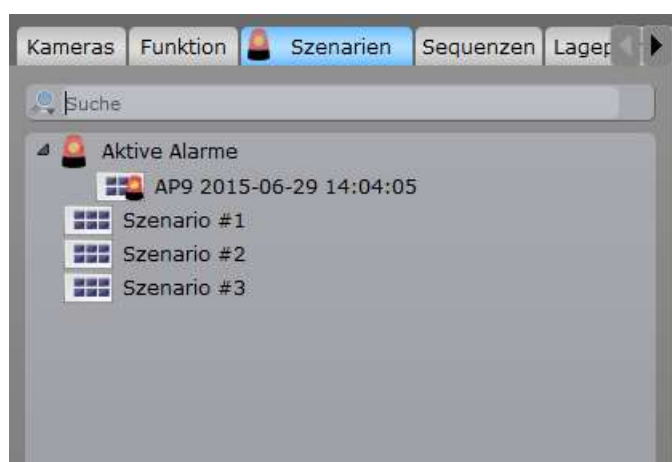 Kameras Funktion Szenarien Sequenzen Lagep
Suche
Aktive Alarme
AP9 2015-06-29 14:04:05
Szenario #1
Szenario #2
Szenario #3